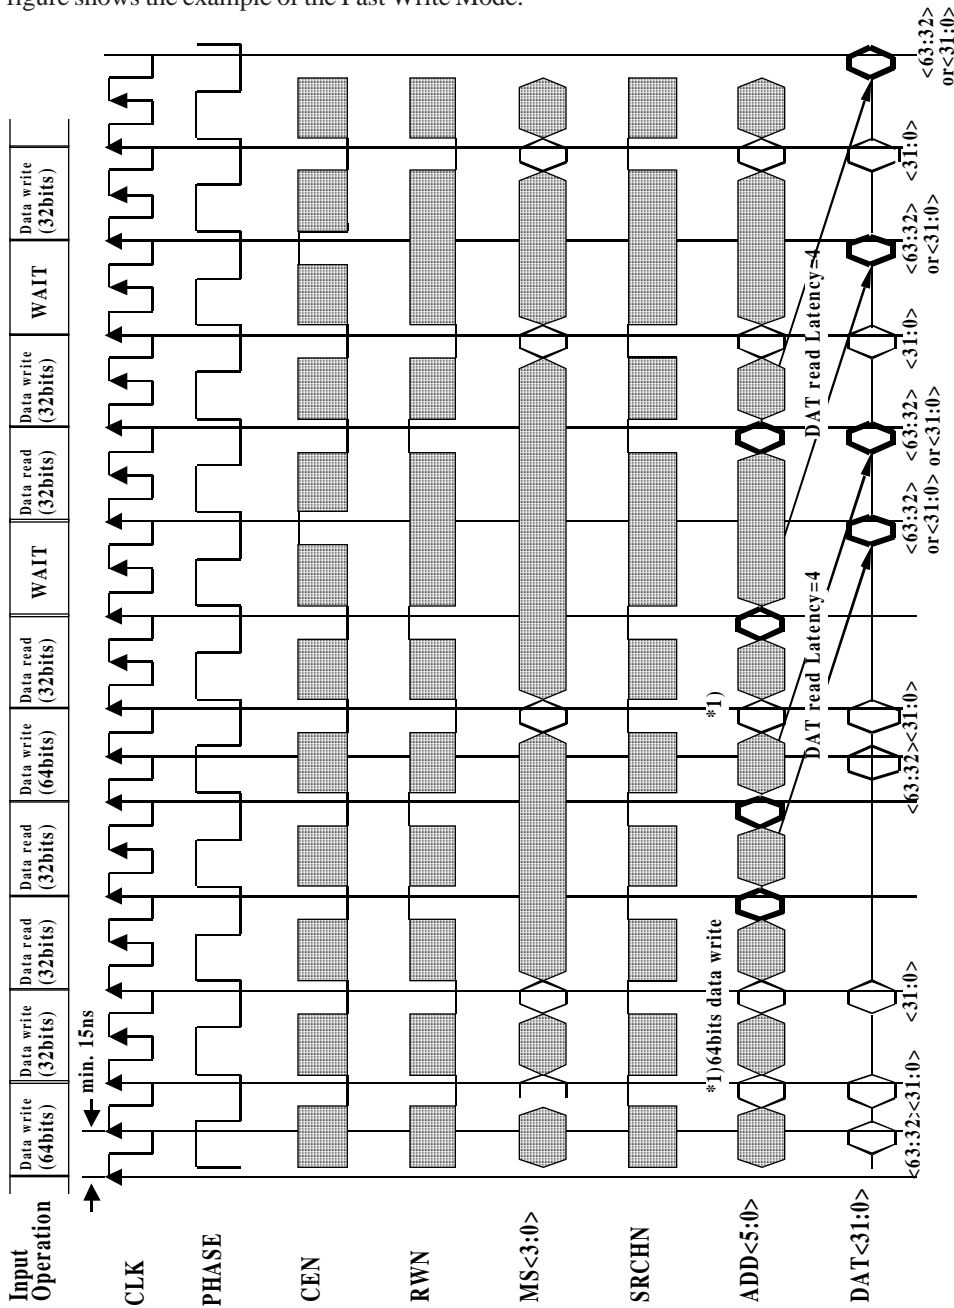 figure shows the example of the Fast Write Mode.
Input
Operation
Data write
(64bits)
Data write
(32bits)
Data read
(32bits)
Data read
(32bits)
Data write
(64bits)
Data read
(32bits)
WAIT
Data read
(32bits)
Data write
(32bits)
WAIT
Data write
(32bits)
min. 15ns
CLK
PHASE
CEN
RWN
MS<3:0>
SRCHN
*1)64bits data write
*1)
ADD<5:0>
DAT read Latency=4
DAT read Latency=4
DAT<31:0>
<63:32><31:0>
<31:0>
<63:32><31:0>
<63:32>
or<31:0>
<63:32>
or<31:0>
<31:0>
<63:32>
or<31:0>
<31:0>
<63:32>
or<31:0>